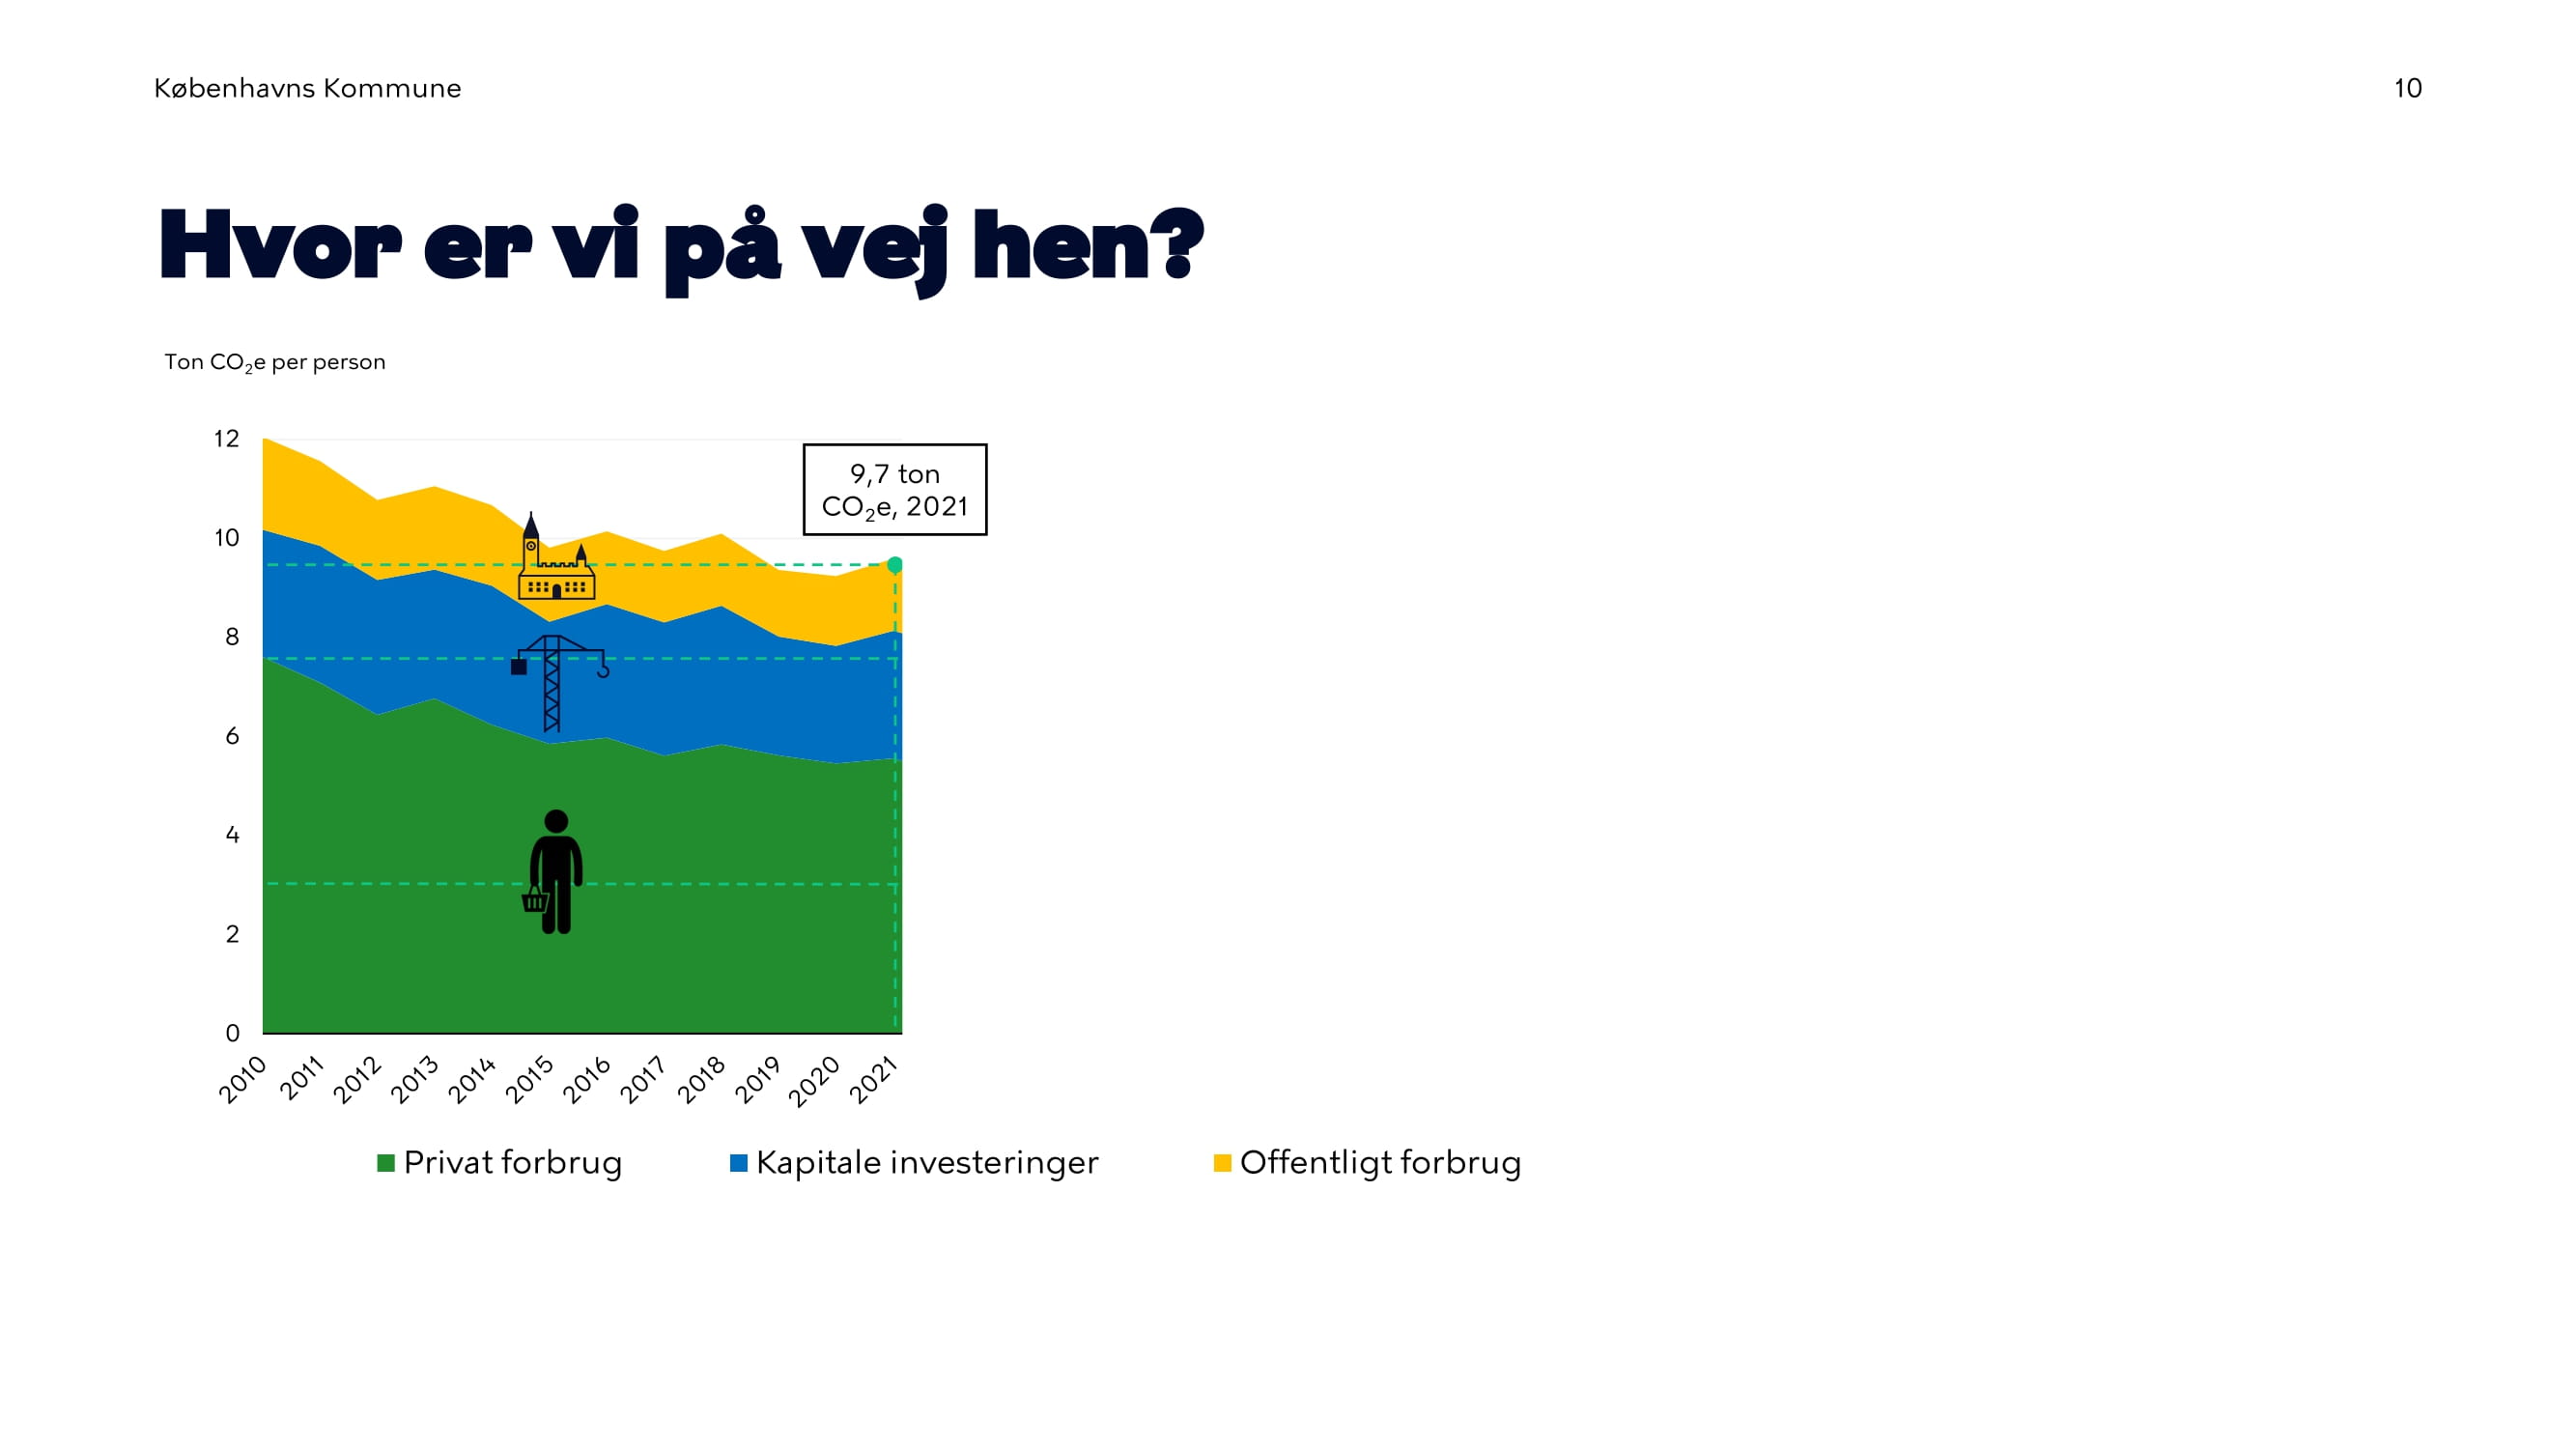 Københavns Kommune
10
Hvor er vi på vej hen?
Ton CO₂e per person
12
9,7 ton
CO₂e, 2021
10
8
6
4
2
0
2010 2011 2012 2013 2014 2015 2016 2017 2018 2019 2020 2021
Privat forbrug Kapitale investeringer Offentligt forbrug